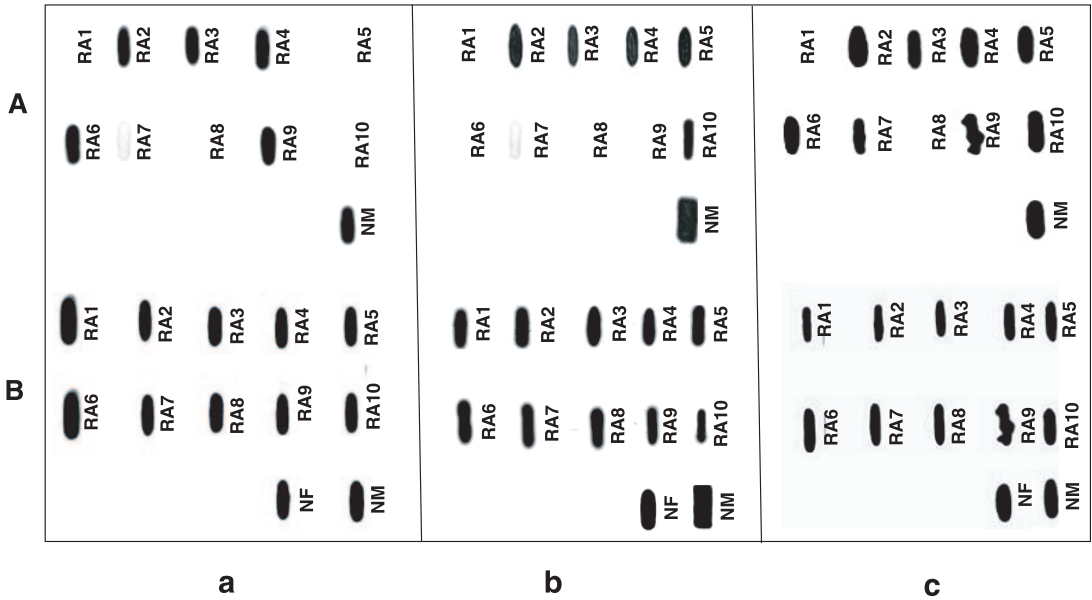 RA1 RA2 RA3 RA4 RA5 RA1 RA2 RA3 RA4 RA5 RA1 RA2 RA3 RA4 RA5
A
RA6 RA7 RA8 RA9 RA10 RA6 RA7 RA8 RA9 RA10 RA6 RA7 RA8 RA9 RA10
NM NM NM
RA1 RA2 RA3 RA4 RA5 RA1 RA2 RA3 RA4 RA5 RA1 RA2 RA3 RA4 RA5
B
RA6 RA7 RA8 RA9 RA10 RA6 RA7 RA8 RA9 RA10 RA6 RA7 RA8 RA9 RA10
NF NM NF NM NF NM
a b c